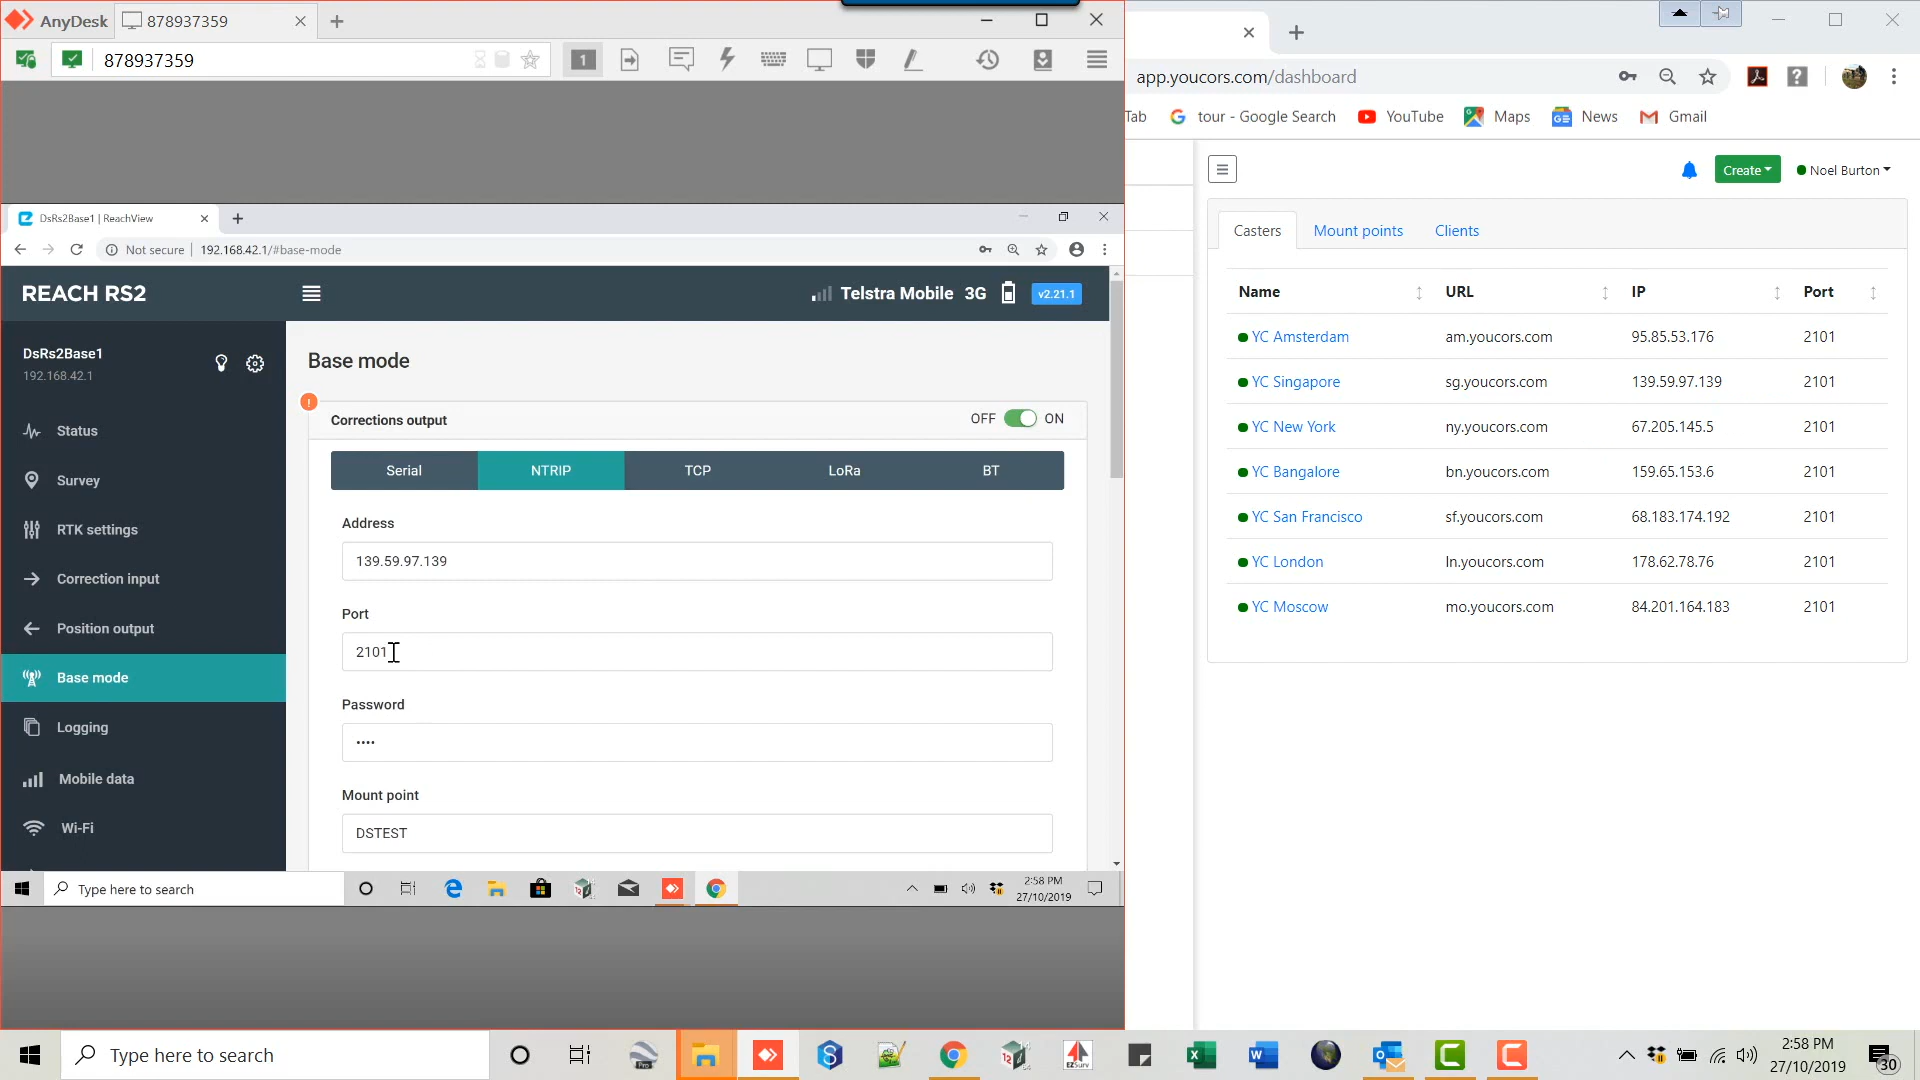 AnyDesk
878937359
878937359
1
DsRs2Base1 | ReachView
Not secure
192.168.42.1/#base-mode
REACH RS2
Telstra Mobile 3G
v2.21.1
DsRs2Base1
192.168.42.1
Status
Survey
RTK settings
Correction input
Position output
Base mode
Logging
Mobile data
Wi-Fi
Base mode
!
Corrections output
OFF ON
Serial NTRIP TCP LoRa BT
Address
139.59.97.139
Port
2101
Password
••••
Mount point
DSTEST
Type here to search
2:58 PM
27/10/2019
app.youcors.com/dashboard
Tab
tour - Google Search
YouTube
Maps
News
Gmail
Create
Noel Burton
Casters Mount points Clients
Name URL IP Port
YC Amsterdam am.youcors.com 95.85.53.176 2101
YC Singapore sg.youcors.com 139.59.97.139 2101
YC New York ny.youcors.com 67.205.145.5 2101
YC Bangalore bn.youcors.com 159.65.153.6 2101
YC San Francisco sf.youcors.com 68.183.174.192 2101
YC London ln.youcors.com 178.62.78.76 2101
YC Moscow mo.youcors.com 84.201.164.183 2101
Type here to search
Pro
12
EZSurv
2:58 PM
27/10/2019
30